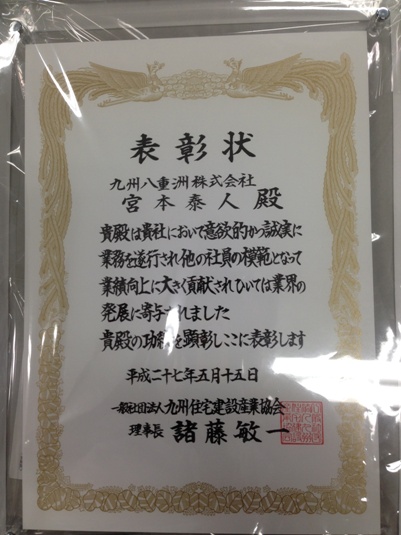 表彰状
九州八重洲株式会社
宮本泰人殿
貴殿は貴社において意欲的かつ誠実に
業務を遂行され他の社員の模範となって
業績向上に大きく貢献されひいては業界の
発展に寄与されました
貴殿の功績を顕彰しここに表彰します
平成二十七年五月十五日
一般社団法人九州住宅建設産業協会
理事長 諸藤敏一